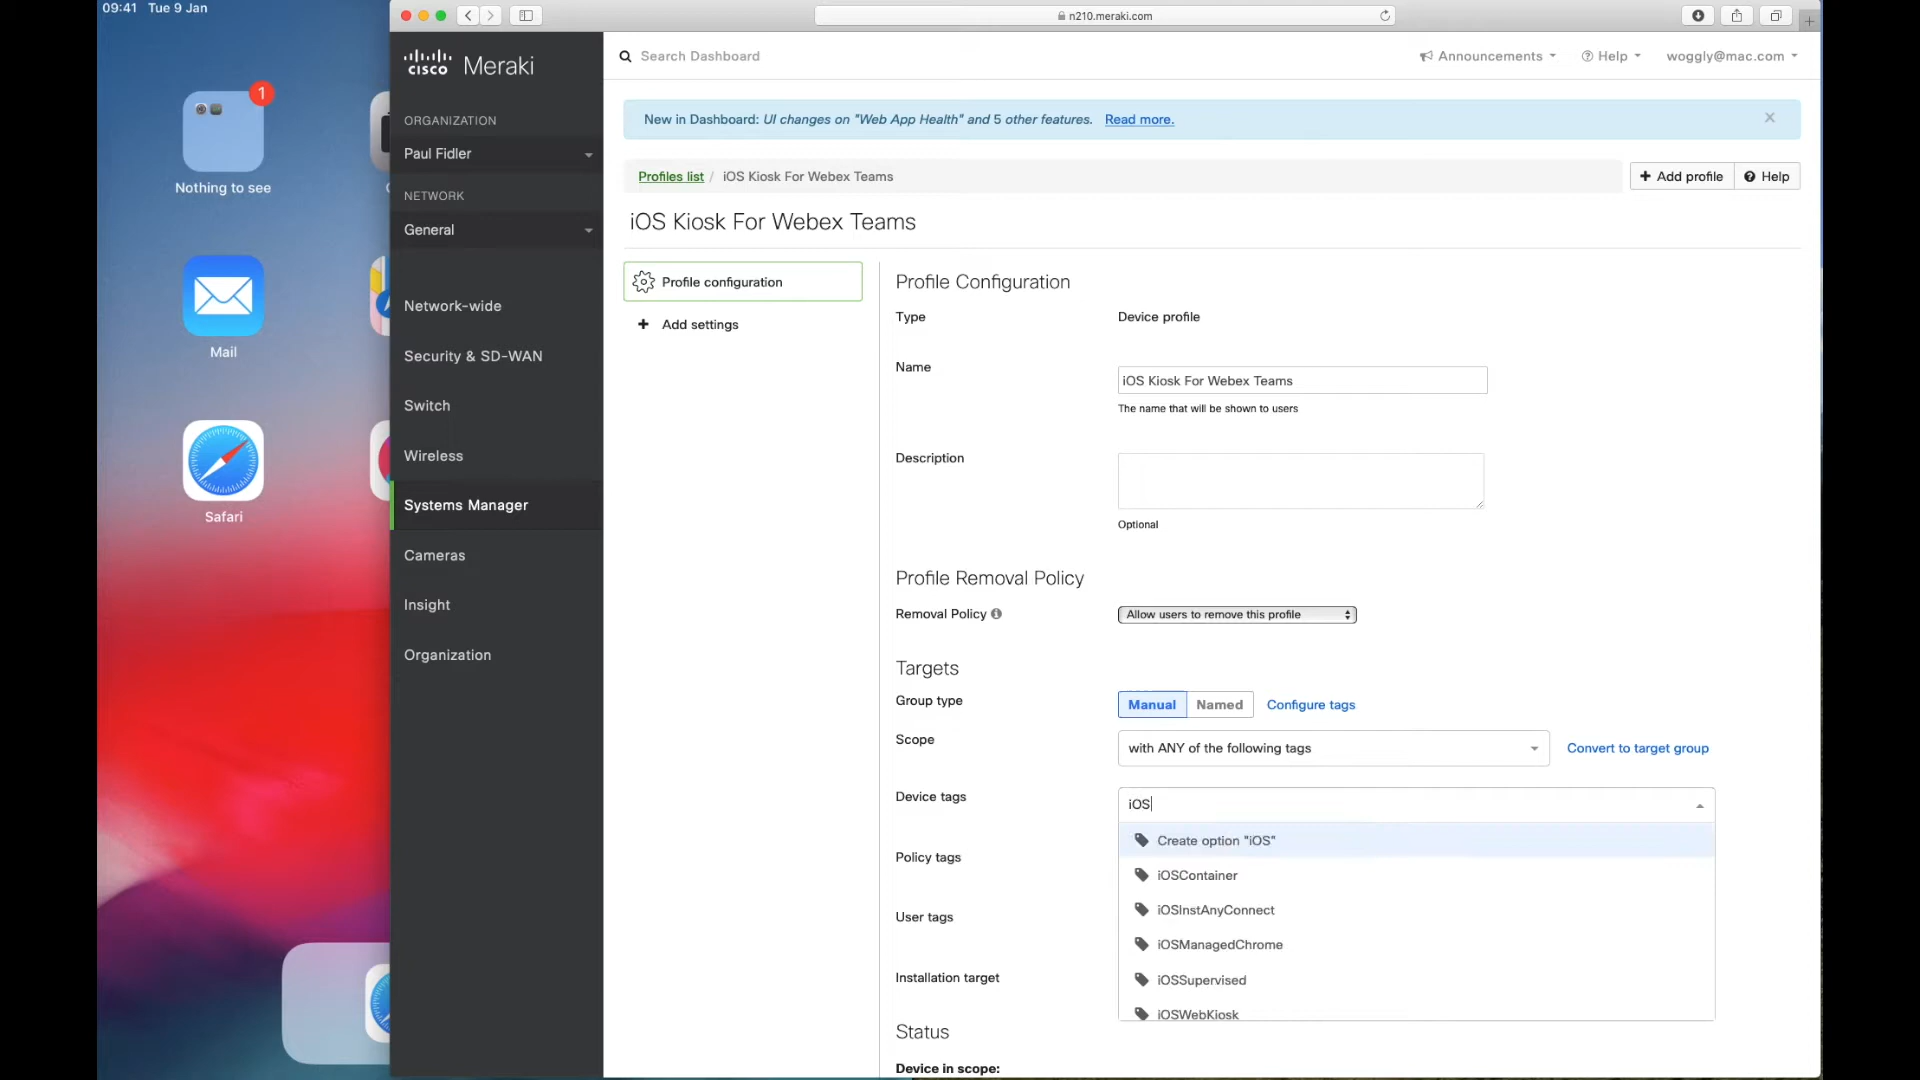 09:41 Tue 9 Jan
1
Nothing to see
Mail
Safari
n210.meraki.com
cisco Meraki
Search Dashboard
Announcements
Help
woggly@mac.com
ORGANIZATION
Paul Fidler
NETWORK
General
Network-wide
Security & SD-WAN
Switch
Wireless
Systems Manager
Cameras
Insight
Organization
New in Dashboard: UI changes on "Web App Health" and 5 other features. Read more.
Profiles list / iOS Kiosk For Webex Teams
Add profile
Help
iOS Kiosk For Webex Teams
Profile configuration
Add settings
Profile Configuration
Type
Device profile
Name
iOS Kiosk For Webex Teams
The name that will be shown to users
Description
Optional
Profile Removal Policy
Removal Policy
Allow users to remove this profile
Targets
Group type
Manual
Named
Configure tags
Scope
with ANY of the following tags
Convert to target group
Device tags
iOS
Create option "iOS"
iOSContainer
iOSInstAnyConnect
iOSManagedChrome
iOSSupervised
iOSWebKiosk
Policy tags
User tags
Installation target
Status
Device in scope: